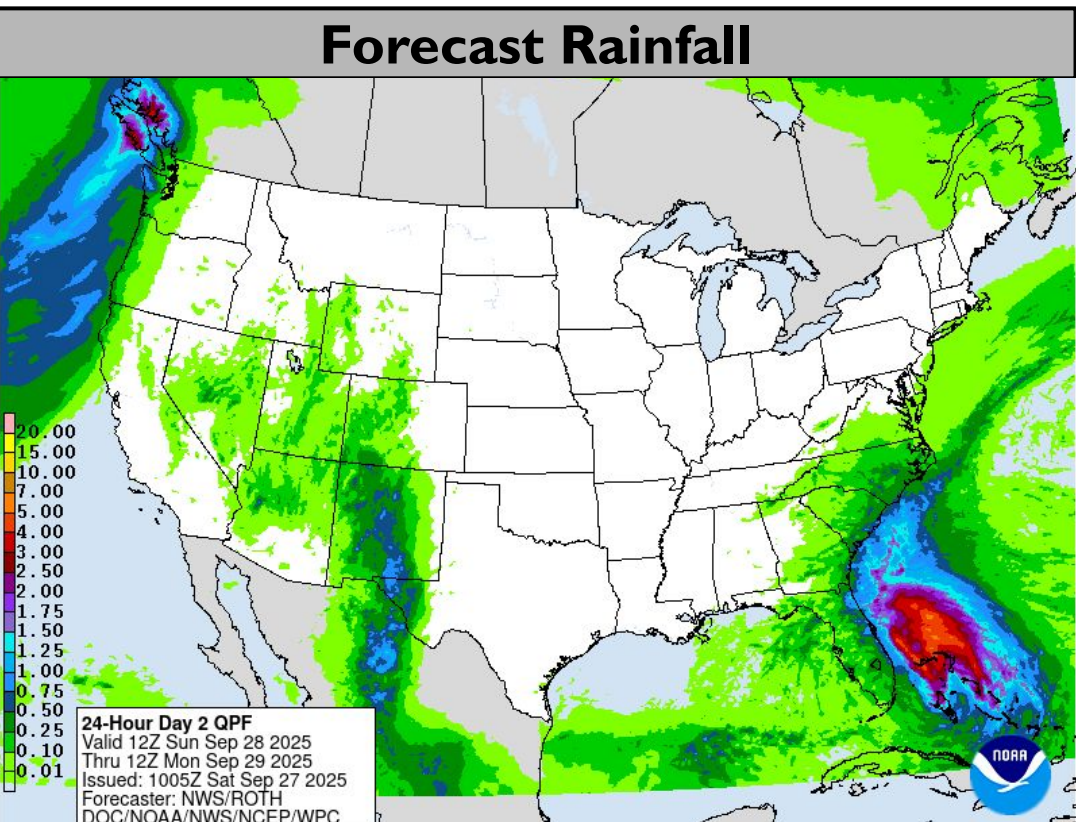 Forecast Rainfall
20.00
15.00
10.00
7.00
5.00
4.00
3.00
2.50
2.00
1.75
1.50
1.25
1.00
0.75
0.50
0.25
0.10
0.01
24-Hour Day 2 QPF
Valid 12Z Sun Sep 28 2025
Thru 12Z Mon Sep 29 2025
Issued: 1005Z Sat Sep 27 2025
Forecaster: NWS/ROTH
DOC/NOAA/NWS/NCEP/WPC
NOAA